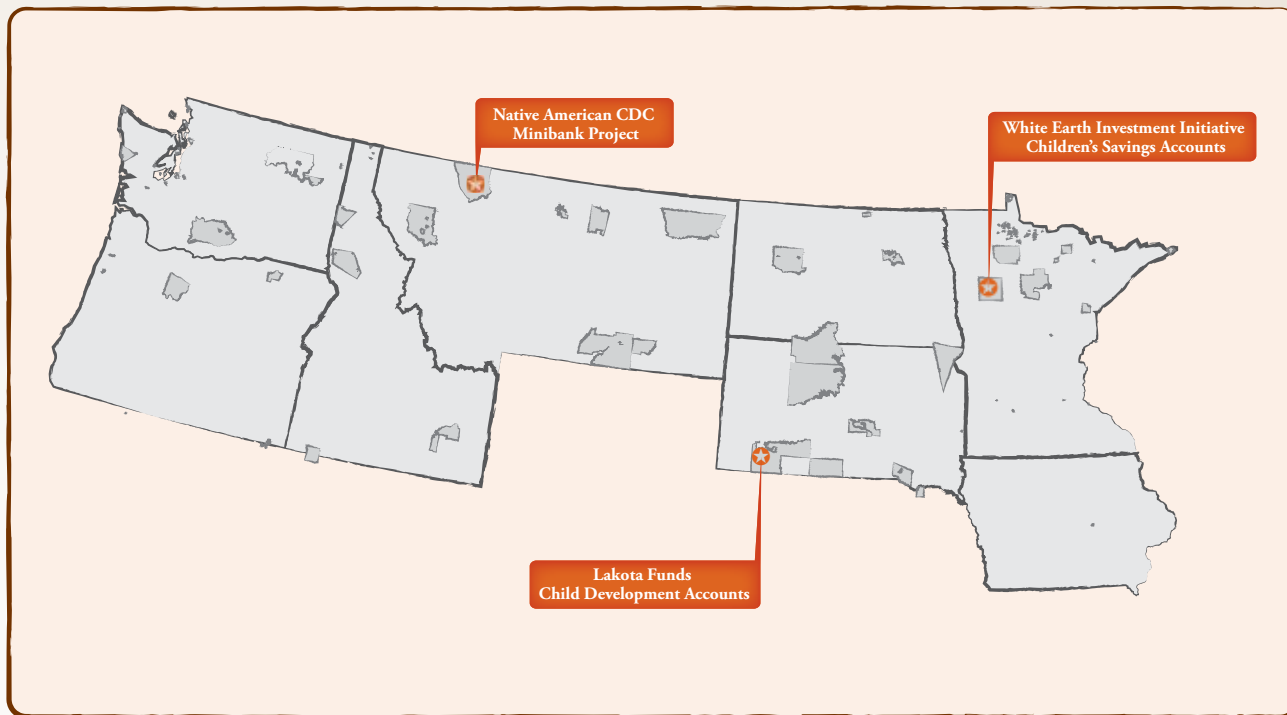 Native American CDC
Minibank Project
White Earth Investment Initiative
Children’s Savings Accounts
Lakota Funds
Child Development Accounts